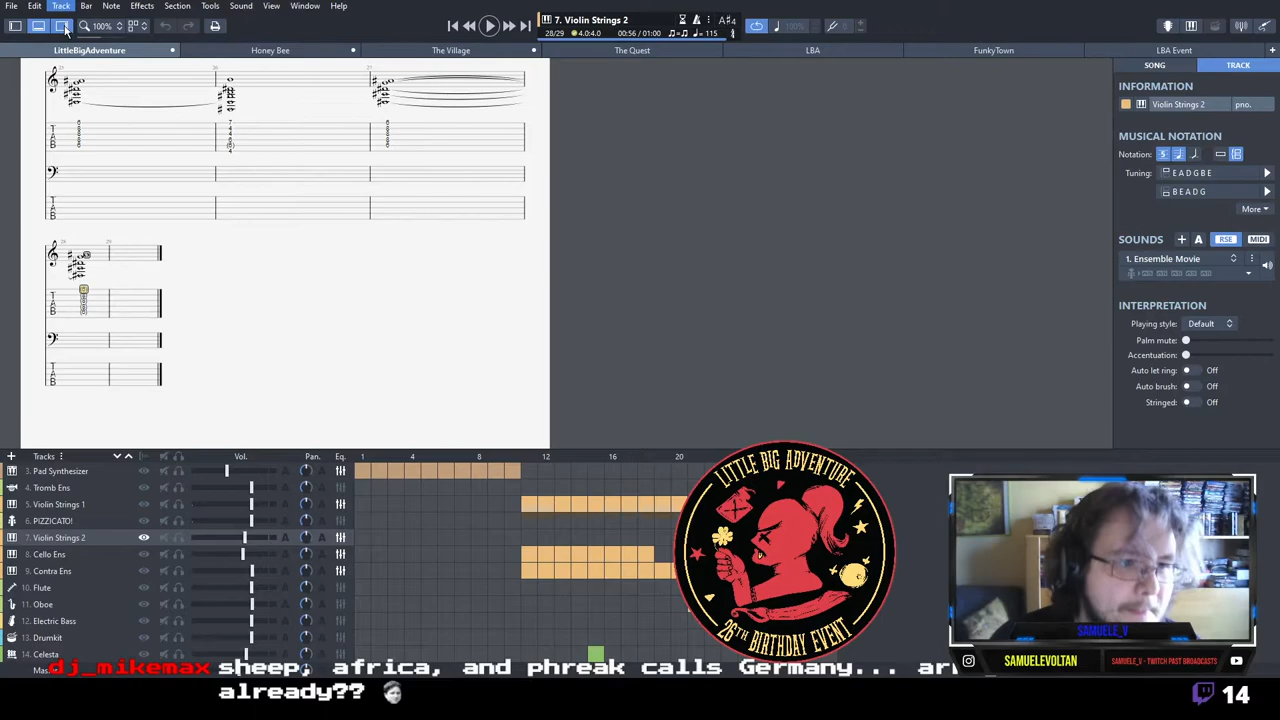 File Edit Track Bar Note Effects Section Tools Sound View Window Help
100%
7. Violin Strings 2
28/29 4.0:4.0 00:56 / 01:00 = 115
A♯4
LittleBigAdventure Honey Bee The Village The Quest LBA FunkyTown LBA Event
SONG TRACK
INFORMATION
Violin Strings 2 pno.
MUSICAL NOTATION
Notation:
Tuning: E A D G B E
B E A D G
More
SOUNDS A RSE MIDI
1. Ensemble Movie
INTERPRETATION
Playing style: Default
Palm mute:
Accentuation:
Auto let ring: Off
Auto brush: Off
Stringed: Off
Tracks Vol. Pan. Eq. 1 4 8 12 16 20
3. Pad Synthesizer
4. Tromb Ens
5. Violin Strings 1
6. PIZZICATO!
7. Violin Strings 2
8. Cello Ens
9. Contra Ens
10. Flute
11. Oboe
12. Electric Bass
13. Drumkit
14. Celesta
LITTLE BIG ADVENTURE
26TH BIRTHDAY EVENT
dj_mikemax sheep, africa, and phreak calls Germany...
already??
SAMUELE_V
SAMUELEVOLTAN
SAMUELE_V - TWITCH PAST BROADCASTS
14